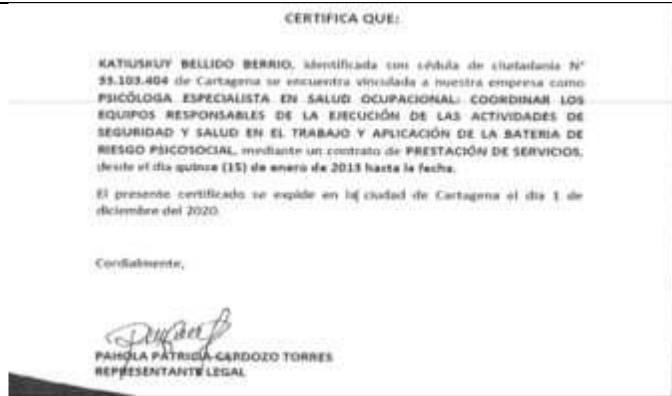 CERTIFICA QUE:
KATIUSKUY BELLIDO BERRIO, identificada con cédula de ciudadanía N°
33.103.404 de Cartagena se encuentra vinculada a nuestra empresa como
PSICÓLOGA ESPECIALISTA EN SALUD OCUPACIONAL: COORDINAR LOS
EQUIPOS RESPONSABLES DE LA EJECUCIÓN DE LAS ACTIVIDADES DE
SEGURIDAD Y SALUD EN EL TRABAJO Y APLICACIÓN DE LA BATERIA DE
RIESGO PSICOSOCIAL, mediante un contrato de PRESTACIÓN DE SERVICIOS,
desde el día quince (15) de enero de 2013 hasta la fecha.
El presente certificado se expide en la ciudad de Cartagena el día 1 de
diciembre del 2020.
Cordialmente,
PAHOLA PATRICIA CARDOZO TORRES
REPRESENTANTE LEGAL